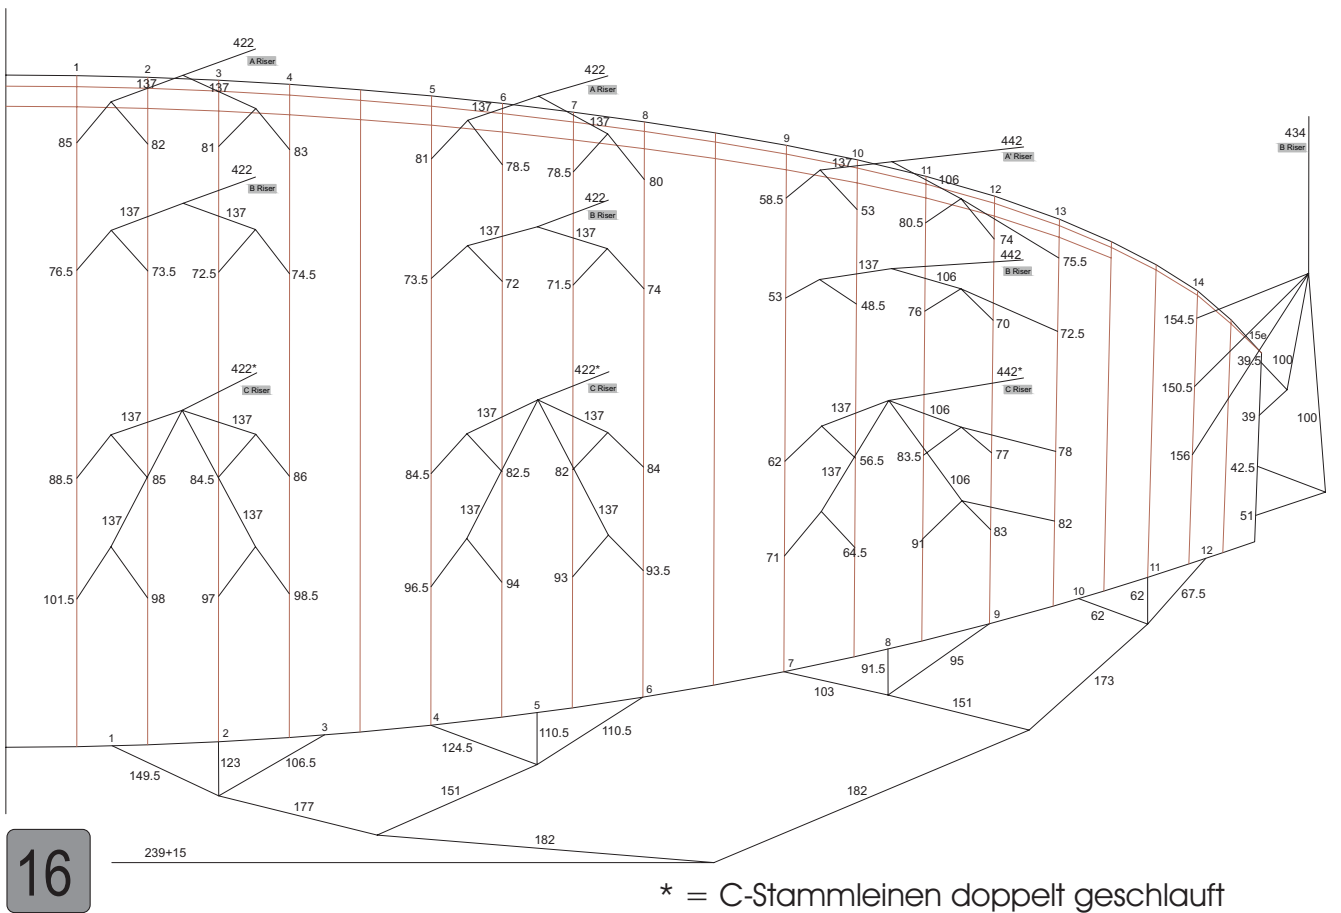 422
A Riser
1 2 3 4 5 6 7 8 9 10 11 12 13 14 15e
137 137
85 82 81 83
422
A Riser
137 137
81 78.5 78.5 80
442
A' Riser
137 106
58.5 53 80.5 74 75.5
434
B Riser
422
B Riser
137 137
76.5 73.5 72.5 74.5
422
B Riser
137 137
73.5 72 71.5 74
442
B Riser
137 106
53 48.5 76 70 72.5
154.5
150.5
156
39.5 100
39 100
42.5
51
422*
C Riser
137 137
88.5 85 84.5 86
137 137
101.5 98 97 98.5
422*
C Riser
137 137
84.5 82.5 82 84
137 137
96.5 94 93 93.5
442*
C Riser
137 106
62 56.5 83.5 77 78
137 106
71 64.5 91 83 82
1 2 3 4 5 6 7 8 9 10 11 12
149.5 123 106.5
124.5 110.5 110.5
103 91.5 95
62 62 67.5
177 151 151 173
182 182
239+15
16
* = C-Stammleinen doppelt geschlauft